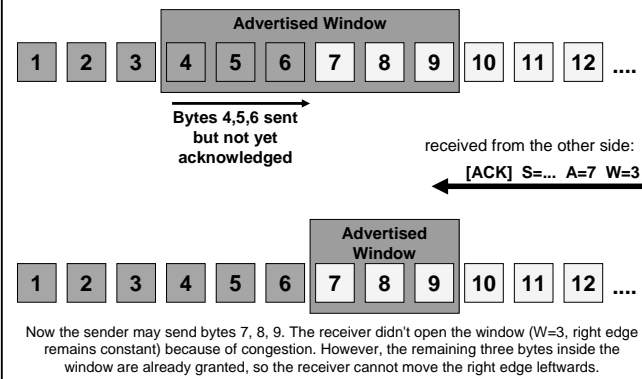 Advertised Window
1 2 3 4 5 6 7 8 9 10 11 12 ....
Bytes 4,5,6 sent
but not yet
acknowledged
received from the other side:
[ACK] S=... A=7 W=3
Advertised
Window
1 2 3 4 5 6 7 8 9 10 11 12 ....
Now the sender may send bytes 7, 8, 9. The receiver didn't open the window (W=3, right edge
remains constant) because of congestion. However, the remaining three bytes inside the
window are already granted, so the receiver cannot move the right edge leftwards.